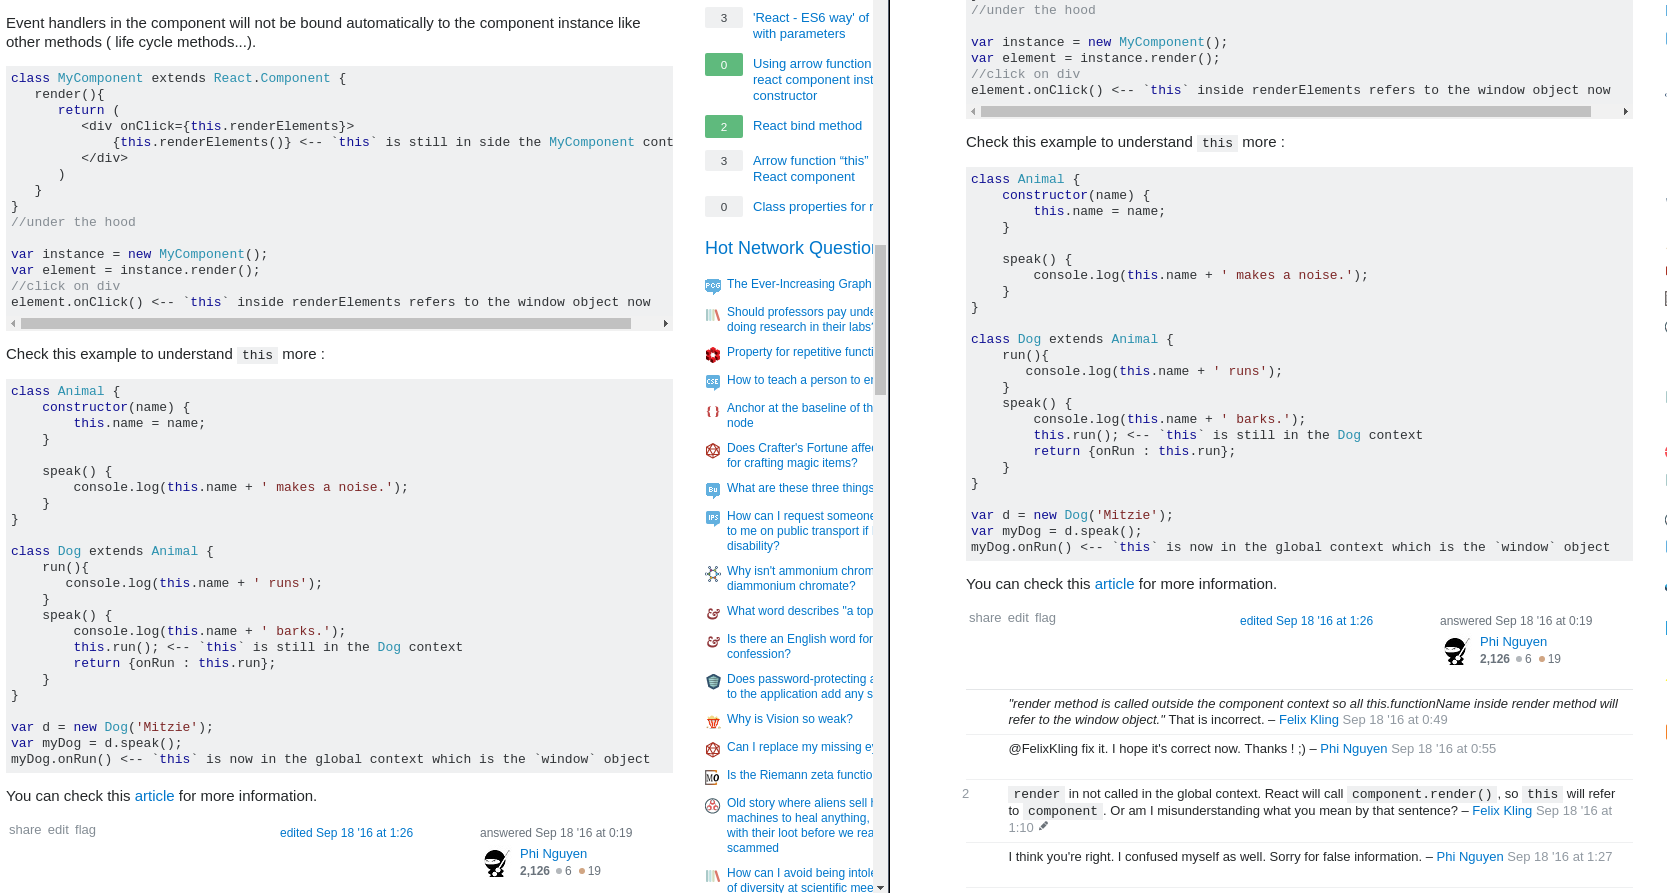 Event handlers in the component will not be bound automatically to the component instance like
other methods ( life cycle methods...).
class MyComponent extends React.Component {
   render(){
      return (
         <div onClick={this.renderElements}>
             {this.renderElements()} <-- `this` is still in side the MyComponent cont
         </div>
      )
   }
}
//under the hood
var instance = new MyComponent();
var element = instance.render();
//click on div
element.onClick() <-- `this` inside renderElements refers to the window object now
Check this example to understand this more :
class Animal {
    constructor(name) {
        this.name = name;
    }
    speak() {
        console.log(this.name + ' makes a noise.');
    }
}
class Dog extends Animal {
    run(){
       console.log(this.name + ' runs');
    }
    speak() {
        console.log(this.name + ' barks.');
        this.run(); <-- `this` is still in the Dog context
        return {onRun : this.run};
    }
}
var d = new Dog('Mitzie');
var myDog = d.speak();
myDog.onRun() <-- `this` is now in the global context which is the `window` object
You can check this article for more information.
share edit flag
edited Sep 18 '16 at 1:26
answered Sep 18 '16 at 0:19
Phi Nguyen
2,126 6 19
3 'React - ES6 way' of
with parameters
0 Using arrow function
react component inst
constructor
2 React bind method
3 Arrow function “this”
React component
0 Class properties for
Hot Network Question
The Ever-Increasing Graph
Should professors pay unde
doing research in their labs
Property for repetitive functi
How to teach a person to
Anchor at the baseline of th
node
Does Crafter's Fortune affe
for crafting magic items?
What are these three things
How can I request someone
to me on public transport if
disability?
Why isn't ammonium chrom
diammonium chromate?
What word describes "a top
Is there an English word for
confession?
Does password-protecting a
to the application add any s
Why is Vision so weak?
Can I replace my missing
Is the Riemann zeta functio
Old story where aliens sell
machines to heal anything,
with their loot before we rea
scammed
How can I avoid being intole
of diversity at scientific mee
//under the hood
var instance = new MyComponent();
var element = instance.render();
//click on div
element.onClick() <-- `this` inside renderElements refers to the window object now
Check this example to understand this more :
class Animal {
    constructor(name) {
        this.name = name;
    }
    speak() {
        console.log(this.name + ' makes a noise.');
    }
}
class Dog extends Animal {
    run(){
       console.log(this.name + ' runs');
    }
    speak() {
        console.log(this.name + ' barks.');
        this.run(); <-- `this` is still in the Dog context
        return {onRun : this.run};
    }
}
var d = new Dog('Mitzie');
var myDog = d.speak();
myDog.onRun() <-- `this` is now in the global context which is the `window` object
You can check this article for more information.
share edit flag
edited Sep 18 '16 at 1:26
answered Sep 18 '16 at 0:19
Phi Nguyen
2,126 6 19
"render method is called outside the component context so all this.functionName inside render method will
refer to the window object." That is incorrect. – Felix Kling Sep 18 '16 at 0:49
@FelixKling fix it. I hope it's correct now. Thanks ! ;) – Phi Nguyen Sep 18 '16 at 0:55
2 render in not called in the global context. React will call component.render() , so this will refer
to component . Or am I misunderstanding what you mean by that sentence? – Felix Kling Sep 18 '16 at
1:10
I think you're right. I confused myself as well. Sorry for false information. – Phi Nguyen Sep 18 '16 at 1:27